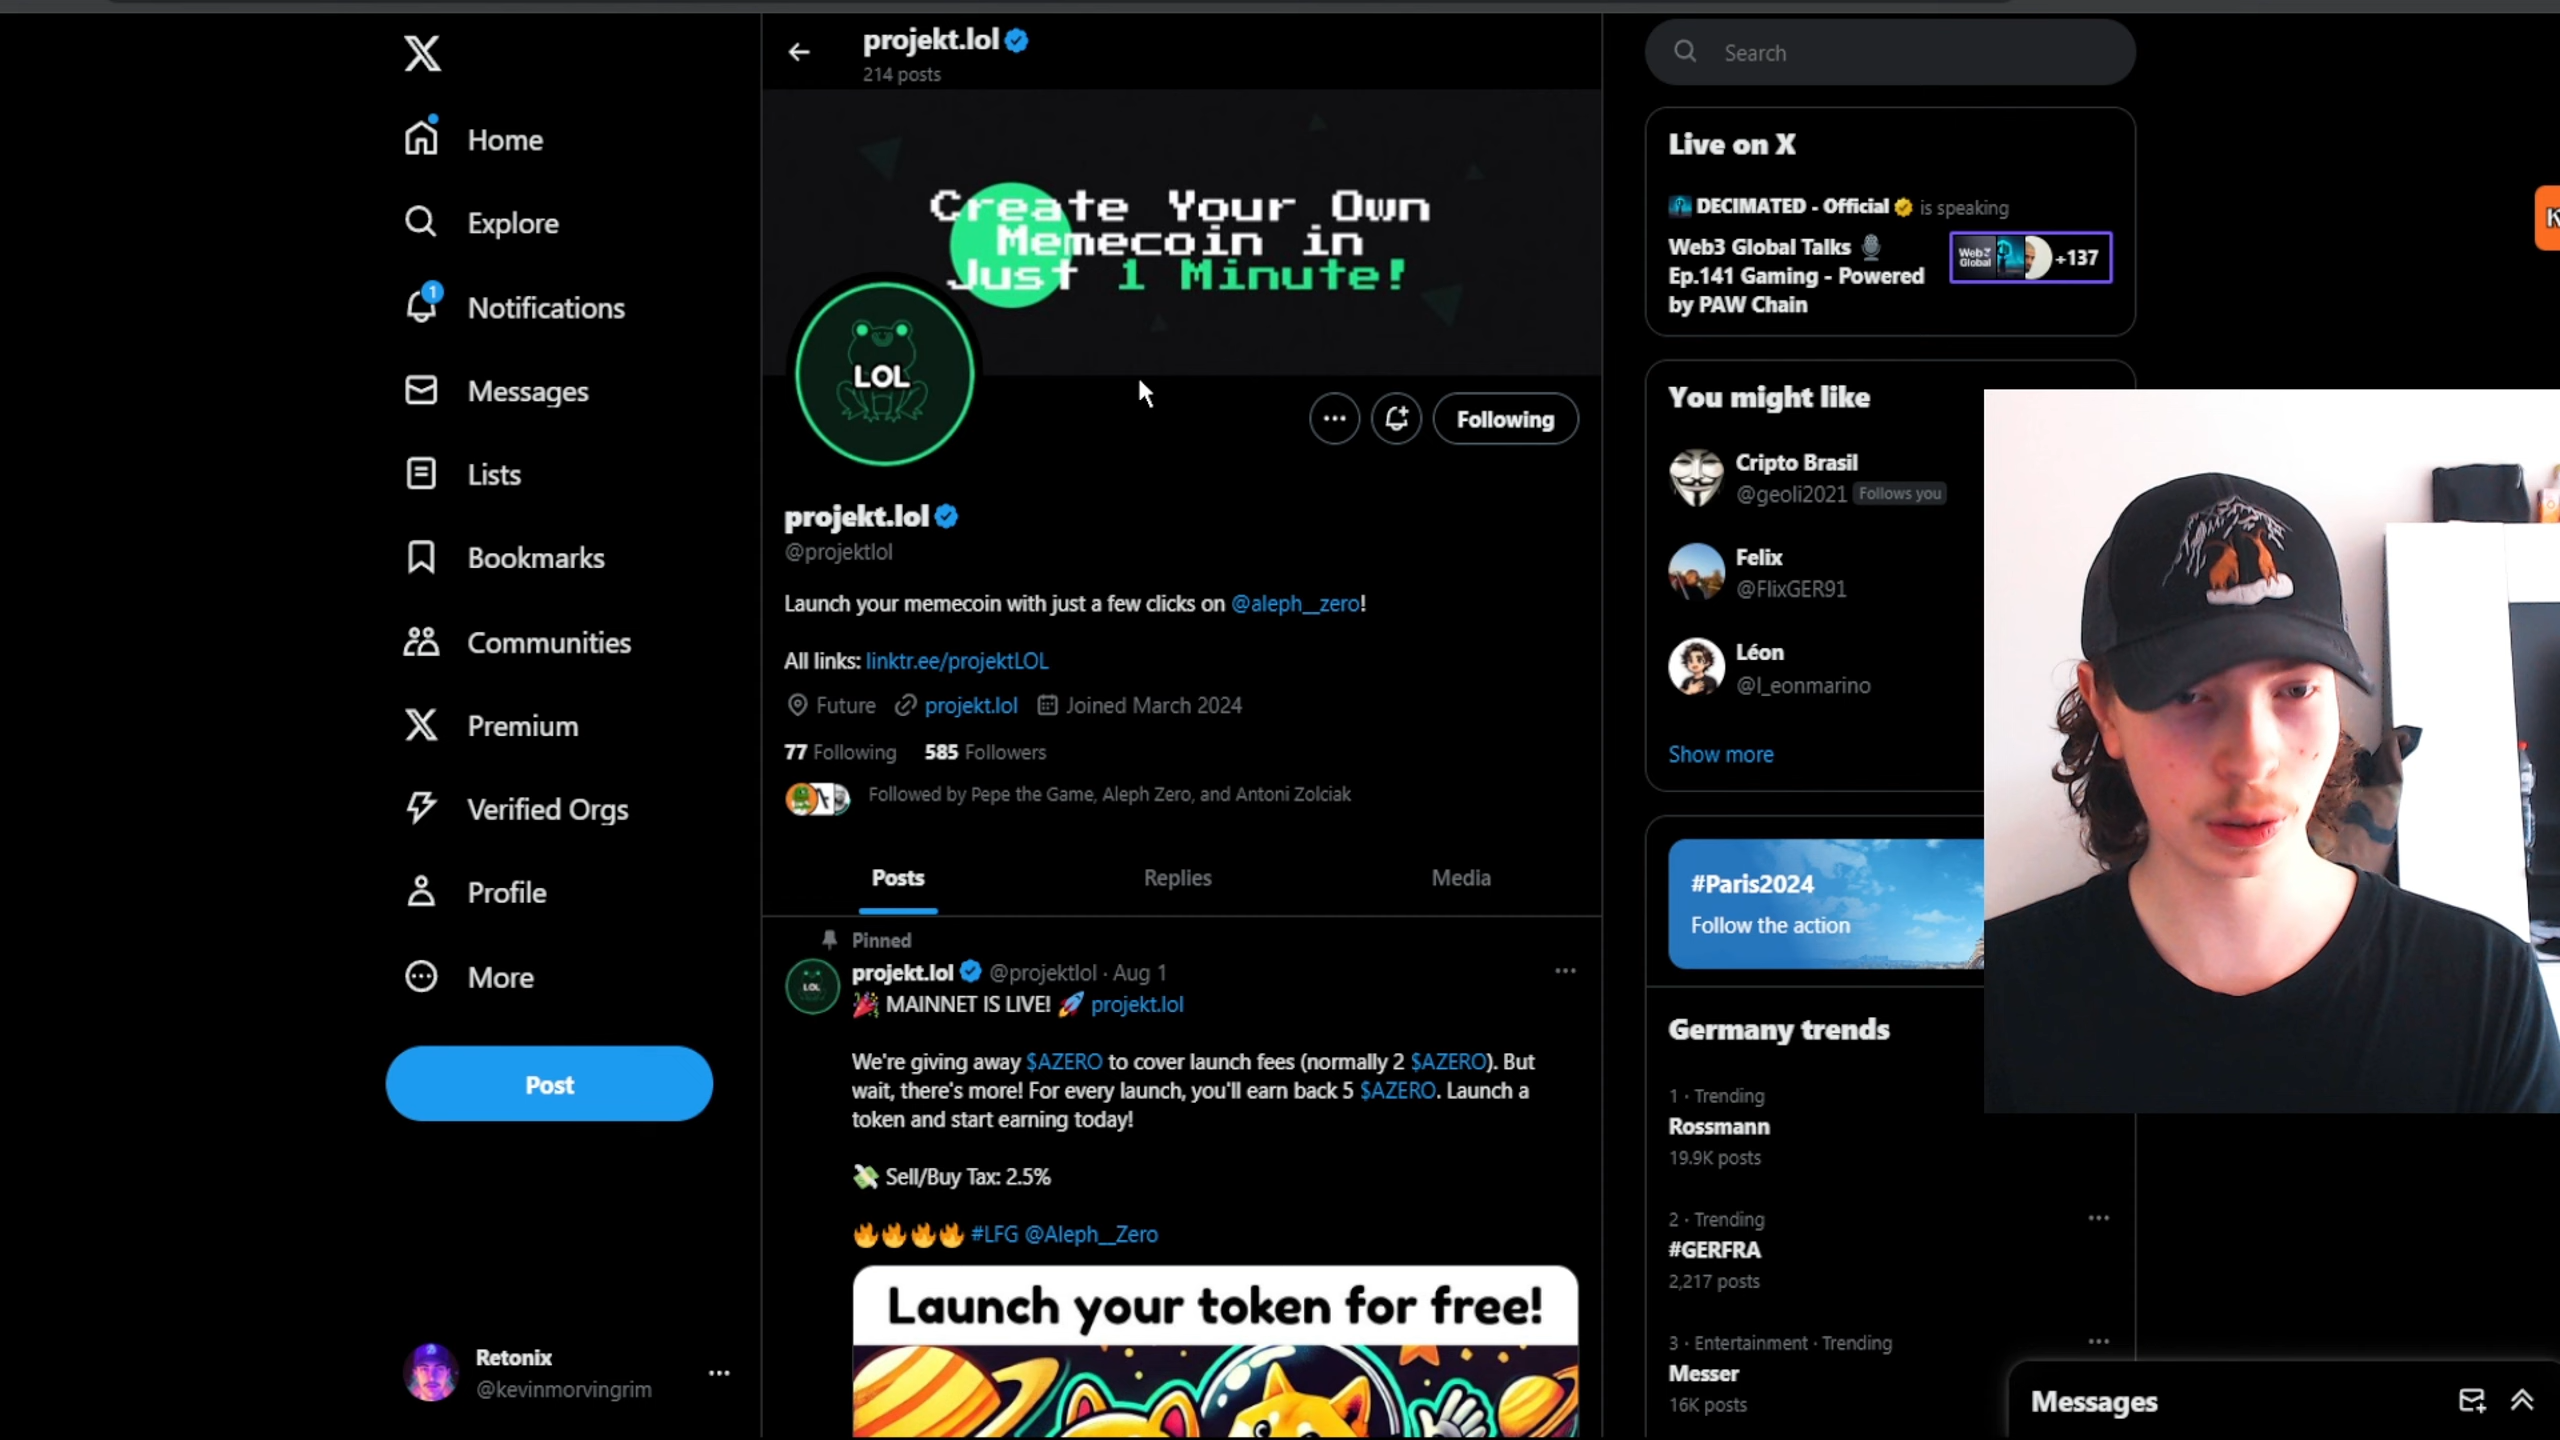 Home
Explore
1
Notifications
Messages
Lists
Bookmarks
Communities
Premium
Verified Orgs
Profile
More
Post
Retonix
@kevinmorvingrim
projekt.lol
214 posts
Create Your Own
Memecoin in
Just 1 Minute!
LOL
Following
projekt.lol
@projektlol
Launch your memecoin with just a few clicks on @aleph__zero!
All links: linktr.ee/projektLOL
Future projekt.lol Joined March 2024
77 Following 585 Followers
Followed by Pepe the Game, Aleph Zero, and Antoni Zolciak
Posts Replies Media
Pinned
projekt.lol @projektlol · Aug 1
LOL
🎉 MAINNET IS LIVE! 🚀 projekt.lol
We're giving away $AZERO to cover launch fees (normally 2 $AZERO). But
wait, there's more! For every launch, you'll earn back 5 $AZERO. Launch a
token and start earning today!
💸 Sell/Buy Tax: 2.5%
🔥🔥🔥🔥 #LFG @Aleph__Zero
Launch your token for free!
Search
Live on X
DECIMATED - Official is speaking
Web3 Global Talks 🎙️
Ep.141 Gaming - Powered
by PAW Chain
Web3
Global
+137
You might like
Cripto Brasil
@geoli2021 Follows you
Felix
@FlixGER91
Léon
@l_eonmarino
Show more
#Paris2024
Follow the action
Germany trends
1 · Trending
Rossmann
19.9K posts
2 · Trending
#GERFRA
2,217 posts
3 · Entertainment · Trending
Messer
16K posts
Messages